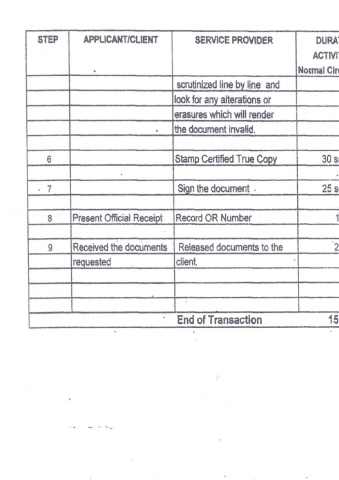 STEP APPLICANT/CLIENT SERVICE PROVIDER DURA
ACTIVI
Normal Cir
scrutinized line by line and
look for any alterations or
erasures which will render
the document invalid.
6 Stamp Certified True Copy 30 s
7 Sign the document 25 s
8 Present Official Receipt Record OR Number 1
9 Received the documents Released documents to the 2
requested client.
End of Transaction 15